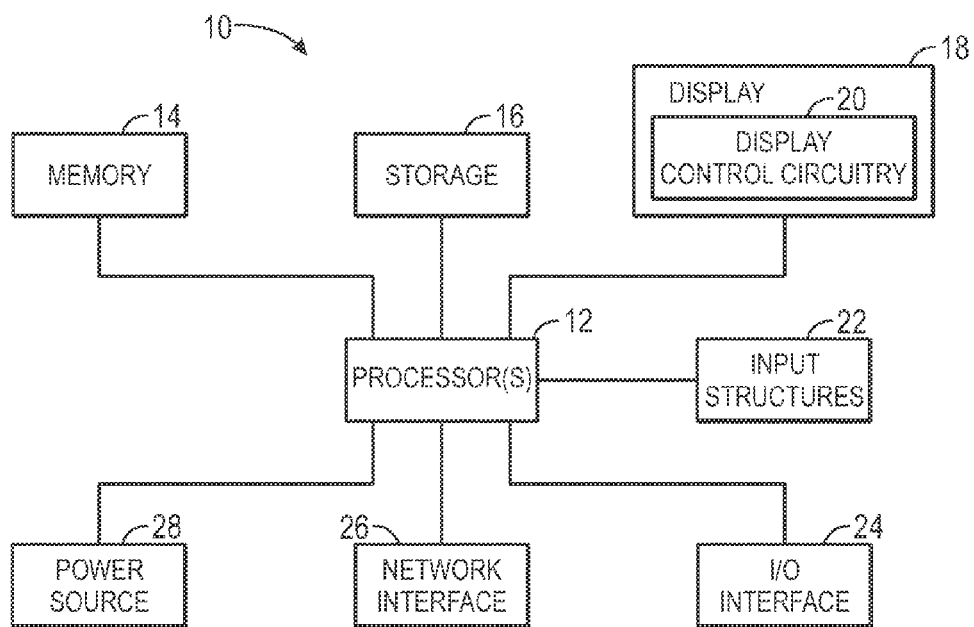 10
18
DISPLAY
20
DISPLAY
CONTROL CIRCUITRY
14
MEMORY
16
STORAGE
12
PROCESSOR(S)
22
INPUT
STRUCTURES
28
POWER
SOURCE
26
NETWORK
INTERFACE
24
I/O
INTERFACE